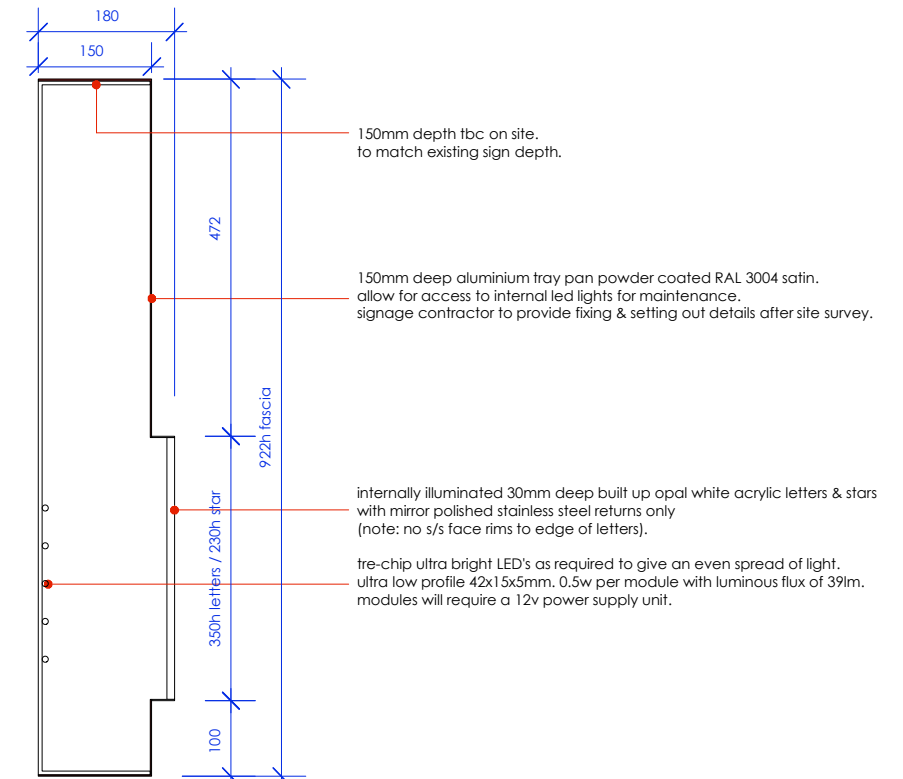 180
150
150mm depth tbc on site.
to match existing sign depth.
472
150mm deep aluminium tray pan powder coated RAL 3004 satin.
allow for access to internal led lights for maintenance.
signage contractor to provide fixing & setting out details after site survey.
922h fascia
350h letters / 230h star
internally illuminated 30mm deep built up opal white acrylic letters & stars
with mirror polished stainless steel returns only
(note: no s/s face rims to edge of letters).
tre-chip ultra bright LED's as required to give an even spread of light.
ultra low profile 42x15x5mm. 0.5w per module with luminous flux of 39lm.
modules will require a 12v power supply unit.
100